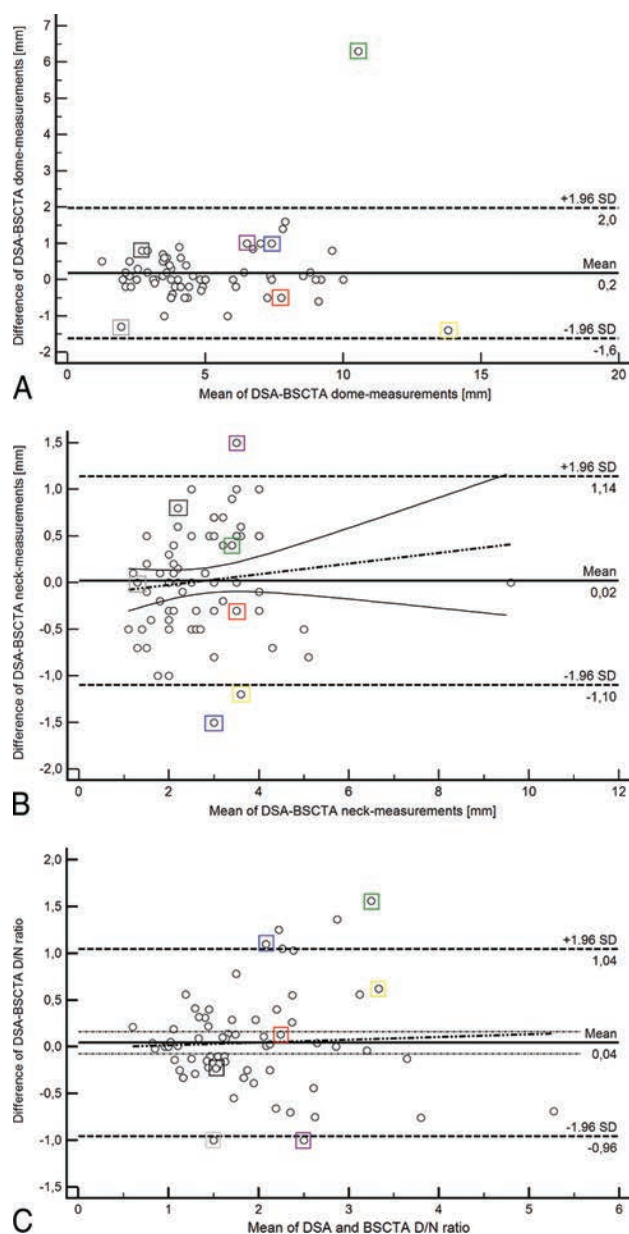 Difference of DSA-BSCTA dome-measurements [mm]
7
6
5
4
3
2
1
0
-1
-2
+1.96 SD
2,0
Mean
0,2
-1.96 SD
-1,6
0 5 10 15 20
A
Mean of DSA-BSCTA dome-measurements [mm]
Difference of DSA-BSCTA neck-measurements [mm]
1,5
1,0
0,5
0,0
-0,5
-1,0
-1,5
-2,0
+1.96 SD
1,14
Mean
0,02
-1.96 SD
-1,10
0 2 4 6 8 10 12
B
Mean of DSA-BSCTA neck-measurements [mm]
Difference of DSA-BSCTA D/N ratio
2,0
1,5
1,0
0,5
0,0
-0,5
-1,0
-1,5
+1.96 SD
1,04
Mean
0,04
-1.96 SD
-0,96
0 1 2 3 4 5 6
C
Mean of DSA and BSCTA D/N ratio